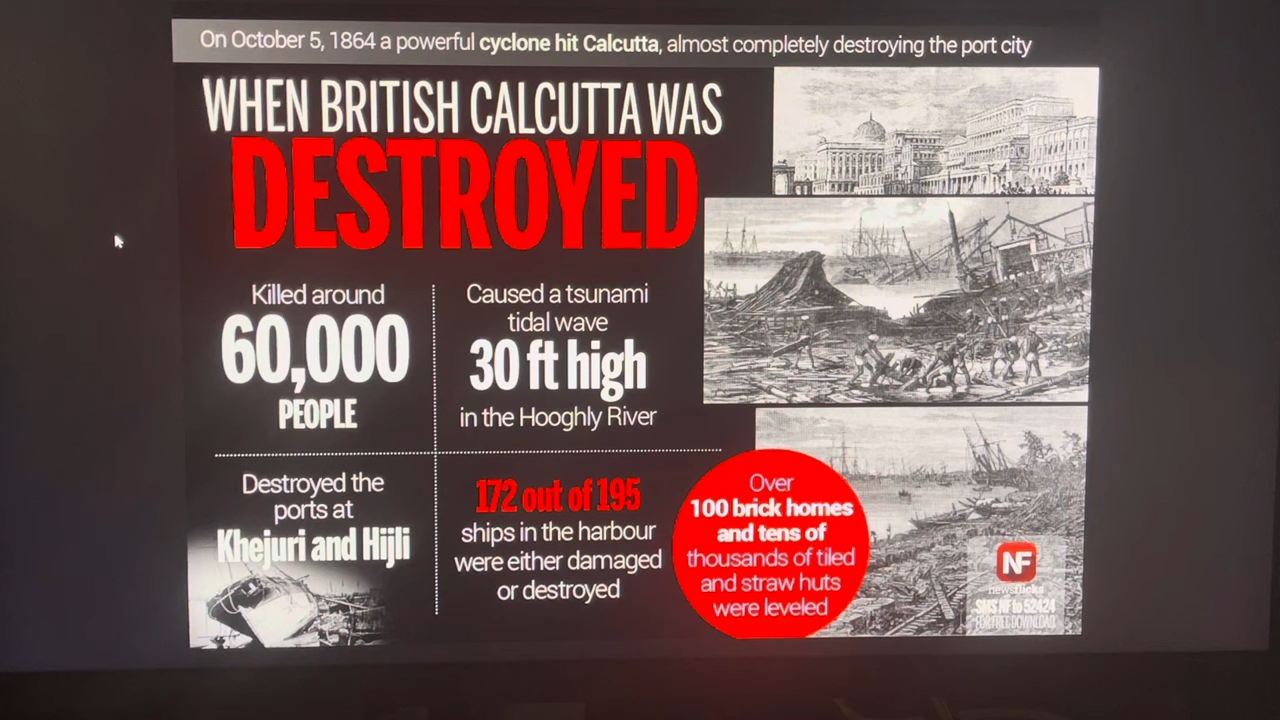 On October 5, 1864 a powerful cyclone hit Calcutta, almost completely destroying the port city
WHEN BRITISH CALCUTTA WAS
DESTROYED
Killed around
60,000
PEOPLE
Caused a tsunami
tidal wave
30 ft high
in the Hooghly River
Destroyed the
ports at
Khejuri and Hijli
172 out of 195
ships in the harbour
were either damaged
or destroyed
Over
100 brick homes
and tens of
thousands of tiled
and straw huts
were leveled
NF
newsflicks
SMS NF to 52424
FOR FREE DOWNLOAD